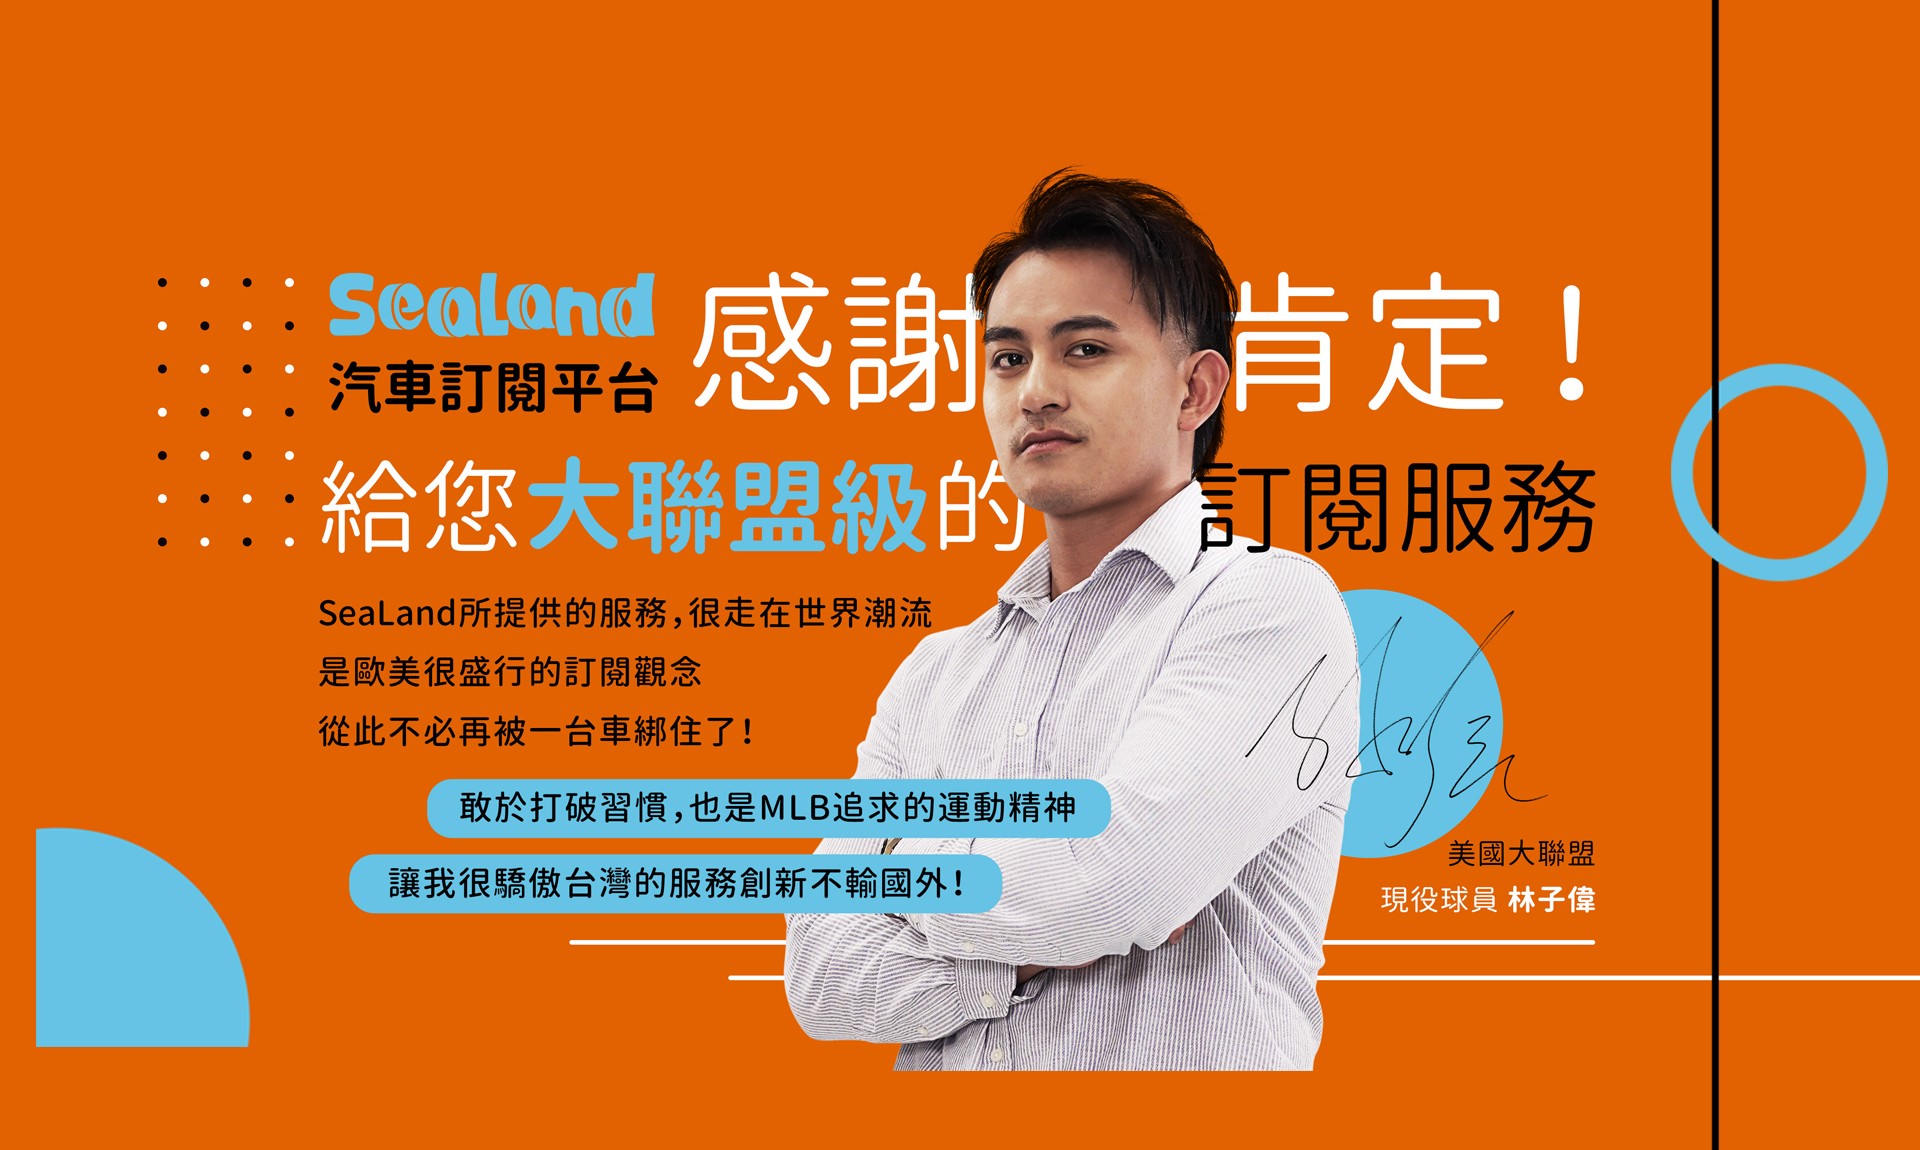 SeaLand
汽車訂閱平台
感謝 肯定！
給您大聯盟級的 訂閱服務
SeaLand所提供的服務，很走在世界潮流
是歐美很盛行的訂閱觀念
從此不必再被一台車綁住了！
敢於打破習慣，也是MLB追求的運動精神
讓我很驕傲台灣的服務創新不輸國外！
美國大聯盟
現役球員 林子偉